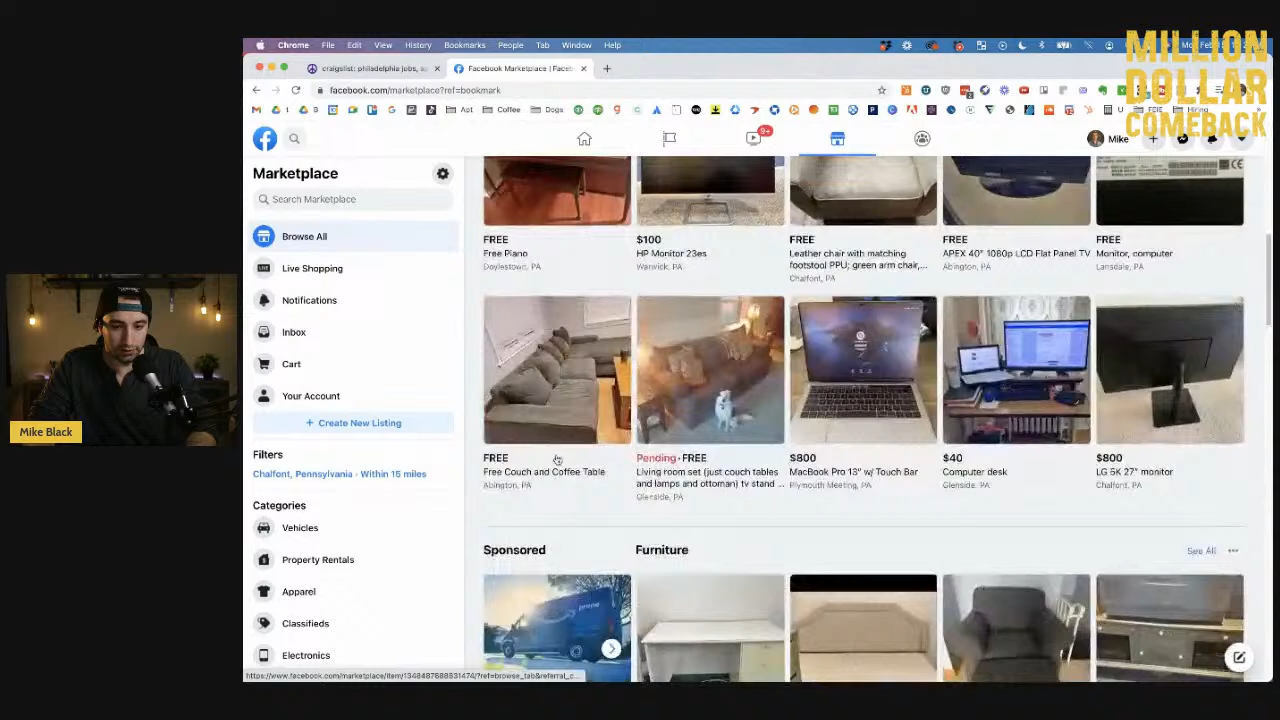 MILLION
DOLLAR
COMEBACK
Chrome File Edit View History Bookmarks People Tab Window Help
craigslist: philadelphia jobs, a
Facebook Marketplace | Faceb
facebook.com/marketplace?ref=bookmark
Apt
Coffee
Dogs
Hiring
9+
Mike
Marketplace
Search Marketplace
Browse All
LIVE
Live Shopping
Notifications
Inbox
Cart
Your Account
+ Create New Listing
Filters
Chalfont, Pennsylvania · Within 15 miles
Categories
Vehicles
Property Rentals
Apparel
Classifieds
Electronics
FREE
Free Piano
Doylestown, PA
$100
HP Monitor 23es
Warwick, PA
FREE
Leather chair with matching
footstool PPU; green arm chair,...
Chalfont, PA
FREE
APEX 40" 1080p LCD Flat Panel TV
Abington, PA
FREE
Monitor, computer
Lansdale, PA
FREE
Free Couch and Coffee Table
Abington, PA
Pending · FREE
Living room set (just couch tables
and lamps and ottoman) tv stand ...
Glenside, PA
$800
MacBook Pro 13" w/ Touch Bar
Plymouth Meeting, PA
$40
Computer desk
Glenside, PA
$800
LG 5K 27" monitor
Chalfont, PA
Sponsored
Furniture
See All
prime
Mike Black